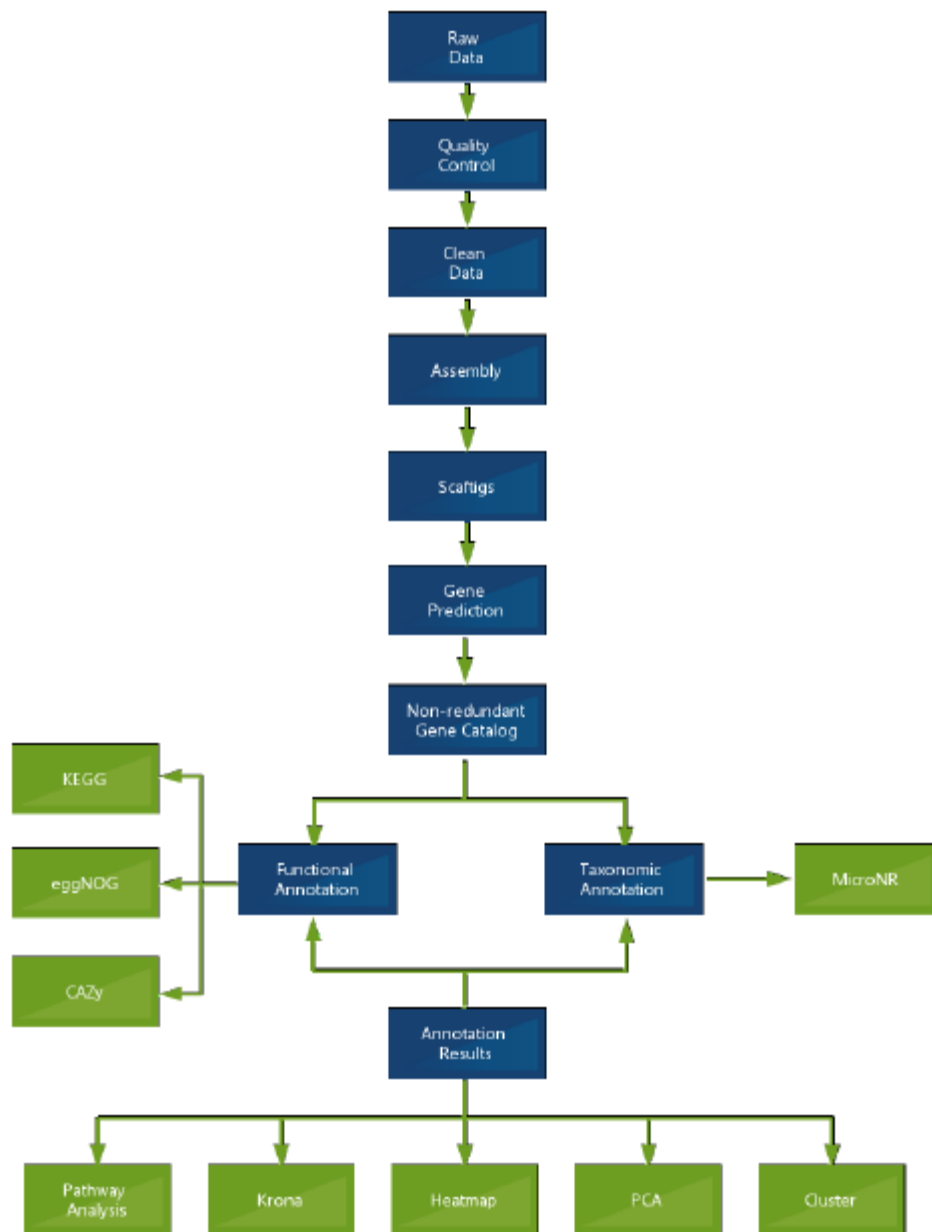 Raw
Data
Quality
Control
Clean
Data
Assembly
Scaftigs
Gene
Prediction
Non-redundant
Gene Catalog
KEGG
eggNOG
CAZy
Functional
Annotation
Taxonomic
Annotation
MicroNR
Annotation
Results
Pathway
Analysis
Krona
Heatmap
PCA
Cluster